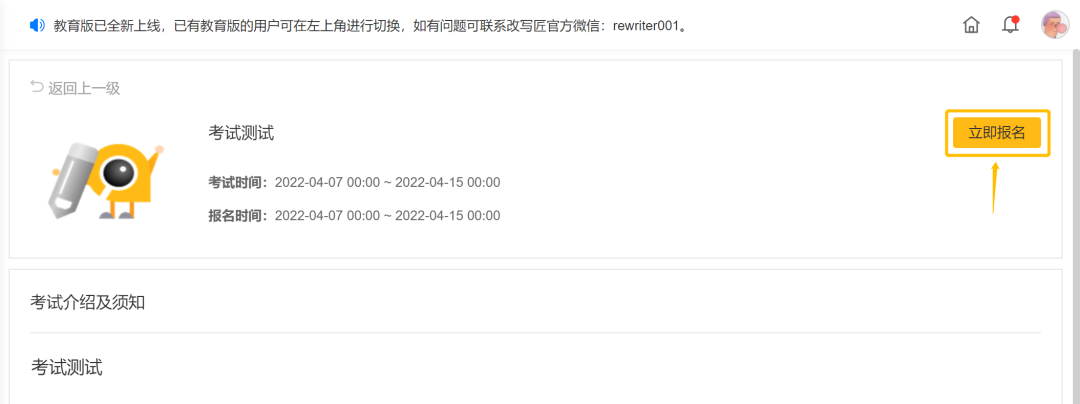 教育版已全新上线，已有教育版的用户可在左上角进行切换，如有问题可联系改写匠官方微信：rewriter001。
返回上一级
考试测试
立即报名
考试时间：2022-04-07 00:00 ~ 2022-04-15 00:00
报名时间：2022-04-07 00:00 ~ 2022-04-15 00:00
考试介绍及须知
考试测试